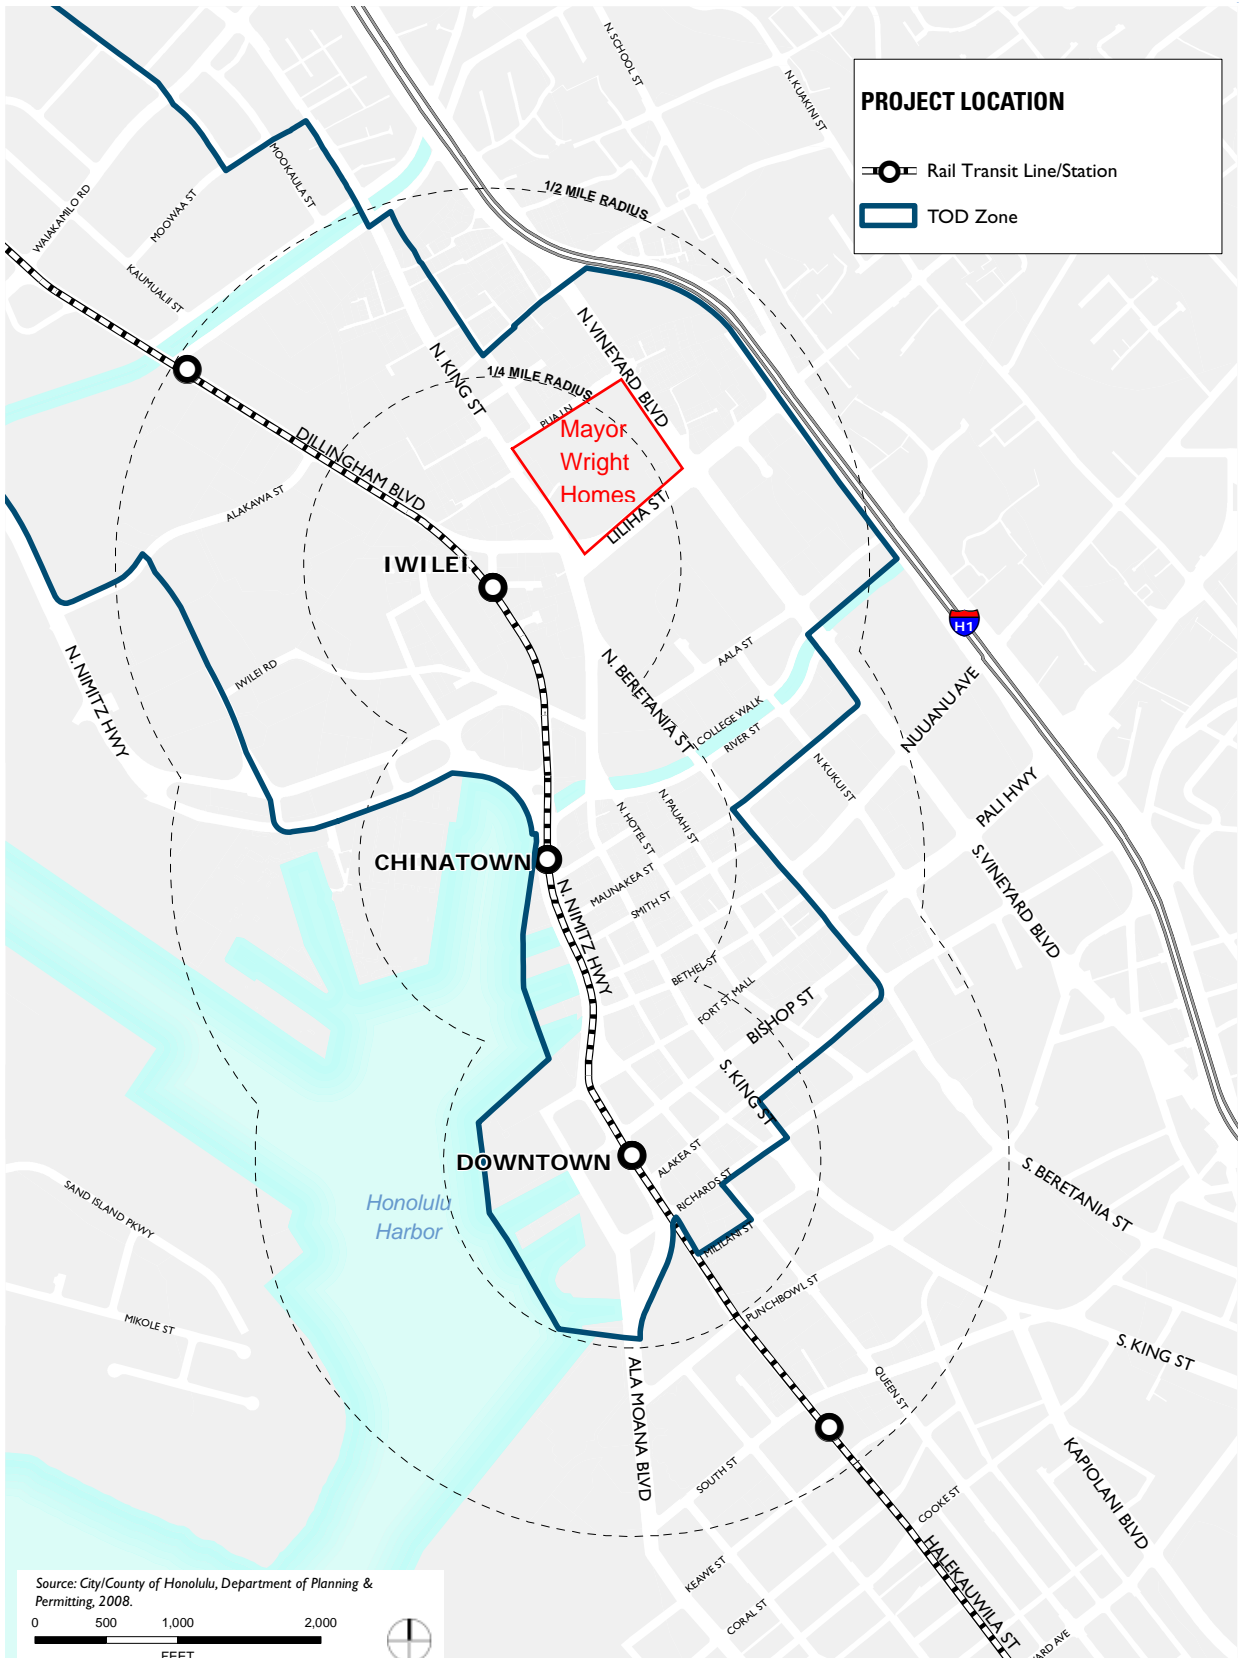 N. SCHOOL ST
N. KUAKINI ST
PROJECT LOCATION
Rail Transit Line/Station
TOD Zone
MOOKAULA ST
WAIAKAMILO RD
MOOWAA ST
KAUMUALII ST
1/2 MILE RADIUS
N. VINEYARD BLVD
N. KING ST
1/4 MILE RADIUS
PUA LN
Mayor
Wright
Homes
LILIHA ST
DILLINGHAM BLVD
ALAKAWA ST
IWILEI
H1
N. NIMITZ HWY
IWILEI RD
N. BERETANIA ST
AALA ST
COLLEGE WALK
RIVER ST
NUUANU AVE
N. KUKUI ST
PALI HWY
N. PAUAHI ST
N. HOTEL ST
S. VINEYARD BLVD
CHINATOWN
MAUNAKEA ST
SMITH ST
N. NIMITZ HWY
BETHEL ST
FORT ST MALL
BISHOP ST
S. KING ST
DOWNTOWN
ALAKEA ST
RICHARDS ST
MILILANI ST
S. BERETANIA ST
SAND ISLAND PKWY
Honolulu
Harbor
PUNCHBOWL ST
MIKOLE ST
S. KING ST
QUEEN ST
ALA MOANA BLVD
SOUTH ST
KAPIOLANI BLVD
COOKE ST
HALEKAUWILA ST
KEAWE ST
CORAL ST
Source: City/County of Honolulu, Department of Planning &
Permitting, 2008.
0 500 1,000 2,000
FEET